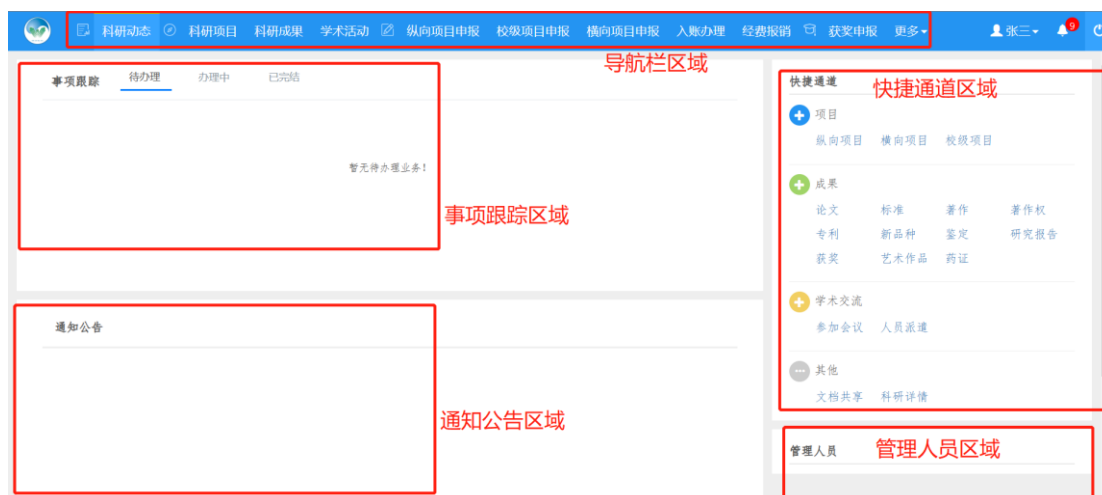 科研动态 科研项目 科研成果 学术活动 纵向项目申报 校级项目申报 横向项目申报 入账办理 经费报销 获奖申报 更多 张三 9
导航栏区域
事项跟踪 待办理 办理中 已完结
暂无待办理业务!
事项跟踪区域
通知公告
通知公告区域
快捷通道 快捷通道区域
项目
纵向项目 横向项目 校级项目
成果
论文 标准 著作 著作权
专利 新品种 鉴定 研究报告
获奖 艺术作品 药证
学术交流
参加会议 人员派遣
其他
文档共享 科研详情
管理人员 管理人员区域